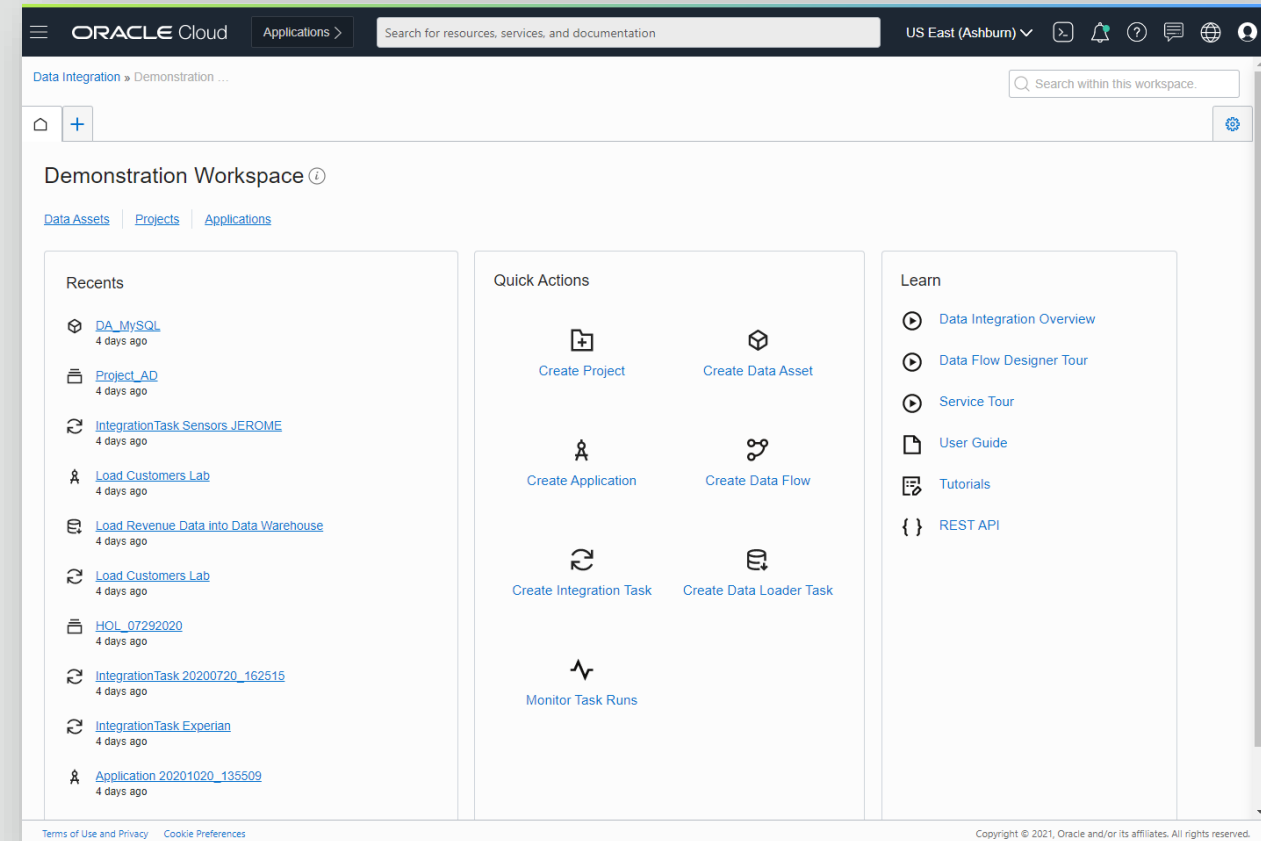 ORACLE Cloud
Applications >
Search for resources, services, and documentation
US East (Ashburn)
Data Integration » Demonstration ...
Search within this workspace.
Demonstration Workspace
Data Assets
Projects
Applications
Recents
DA_MySQL
4 days ago
Project_AD
4 days ago
IntegrationTask Sensors JEROME
4 days ago
Load Customers Lab
4 days ago
Load Revenue Data into Data Warehouse
4 days ago
Load Customers Lab
4 days ago
HOL_07292020
4 days ago
IntegrationTask 20200720_162515
4 days ago
IntegrationTask Experian
4 days ago
Application 20201020_135509
4 days ago
Quick Actions
Create Project
Create Data Asset
Create Application
Create Data Flow
Create Integration Task
Create Data Loader Task
Monitor Task Runs
Learn
Data Integration Overview
Data Flow Designer Tour
Service Tour
User Guide
Tutorials
REST API
Terms of Use and Privacy
Cookie Preferences
Copyright © 2021, Oracle and/or its affiliates. All rights reserved.